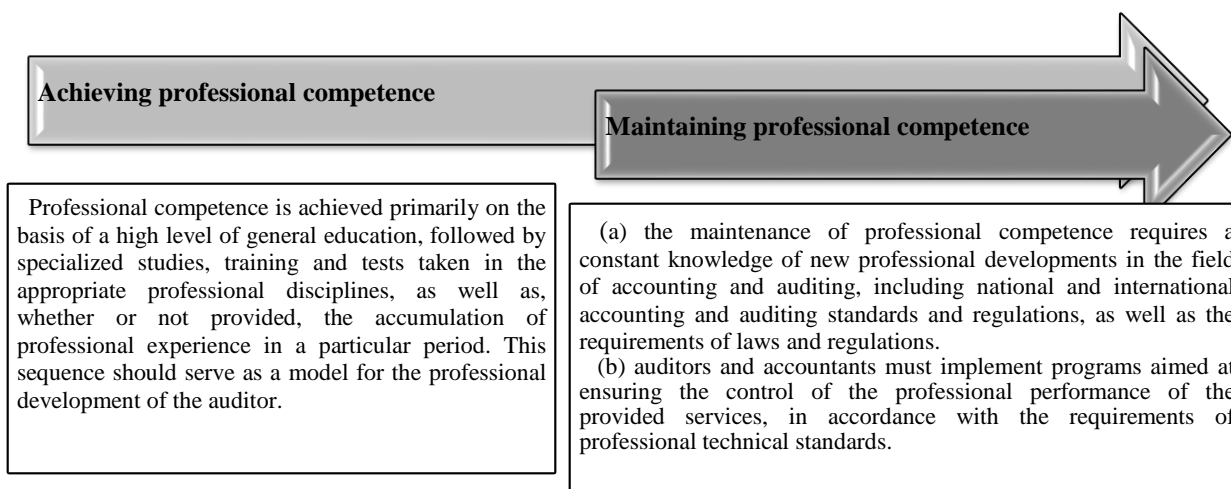 Achieving professional competence
Maintaining professional competence
Professional competence is achieved primarily on the
basis of a high level of general education, followed by
specialized studies, training and tests taken in the
appropriate professional disciplines, as well as,
whether or not provided, the accumulation of
professional experience in a particular period. This
sequence should serve as a model for the professional
development of the auditor.
(a) the maintenance of professional competence requires a
constant knowledge of new professional developments in the field
of accounting and auditing, including national and international
accounting and auditing standards and regulations, as well as the
requirements of laws and regulations.
(b) auditors and accountants must implement programs aimed at
ensuring the control of the professional performance of the
provided services, in accordance with the requirements of
professional technical standards.